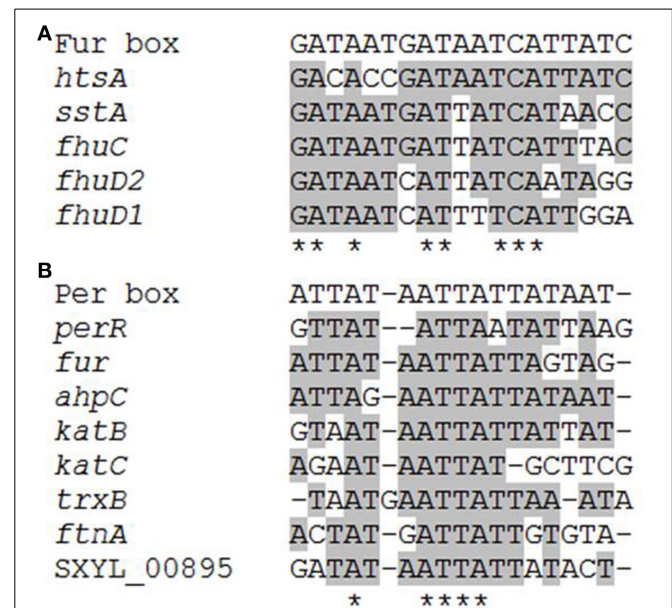 A Fur box GATAATGATAATCATTATC
htsA GACACCGATAATCATTATC
sstA GATAATGATTATCATAACC
fhuC GATAATGATTATCATTTAC
fhuD2 GATAATCATTATCAATAGG
fhuD1 GATAATCATTTTCATTGGA
** * ** ***
B Per box ATTAT-AATTATTATAAT-
perR GTTAT--ATTAATATTAAG
fur ATTAT-AATTATTAGTAG-
ahpC ATTAG-AATTATTATAAT-
katB GTAAT-AATTATTATTAT-
katC AGAAT-AATTAT-GCTTCG
trxB -TAATGAATTATTAA-ATA
ftnA ACTAT-GATTATTGTGTA-
SXYL_00895 GATAT-AATTATTATACT-
* ****